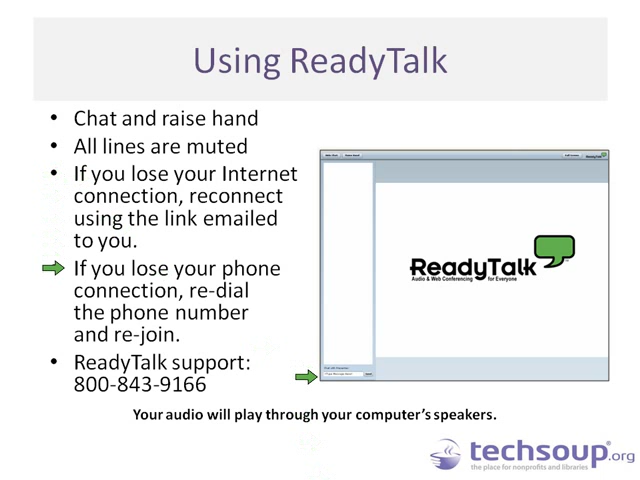 Using ReadyTalk
• Chat and raise hand
• All lines are muted
• If you lose your Internet
connection, reconnect
using the link emailed
to you.
If you lose your phone
connection, re-dial
the phone number
and re-join.
• ReadyTalk support:
800-843-9166
ReadyTalk
ReadyTalk
Audio & Web Conferencing for Everyone
Your audio will play through your computer's speakers.
techsoup®.org
the place for nonprofits and libraries